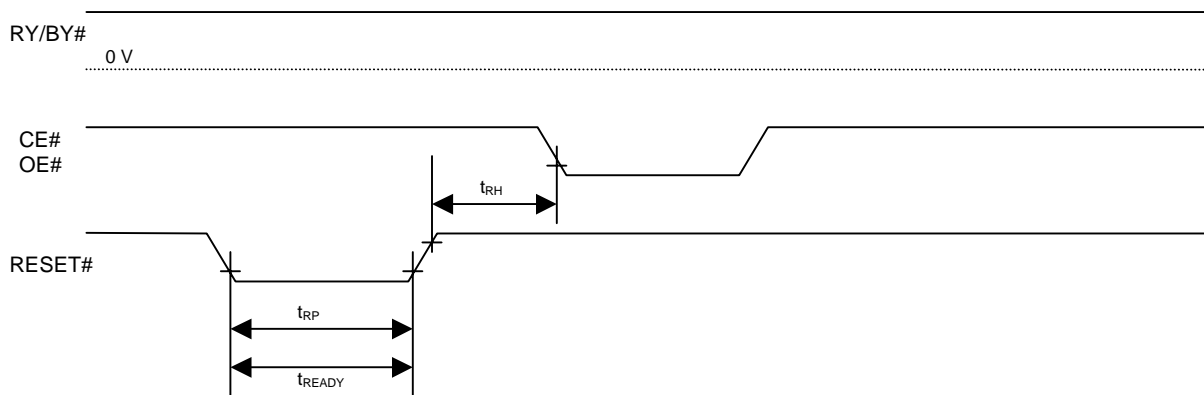 RY/BY#
0 V
CE#
OE#
tRH
RESET#
tRP
tREADY